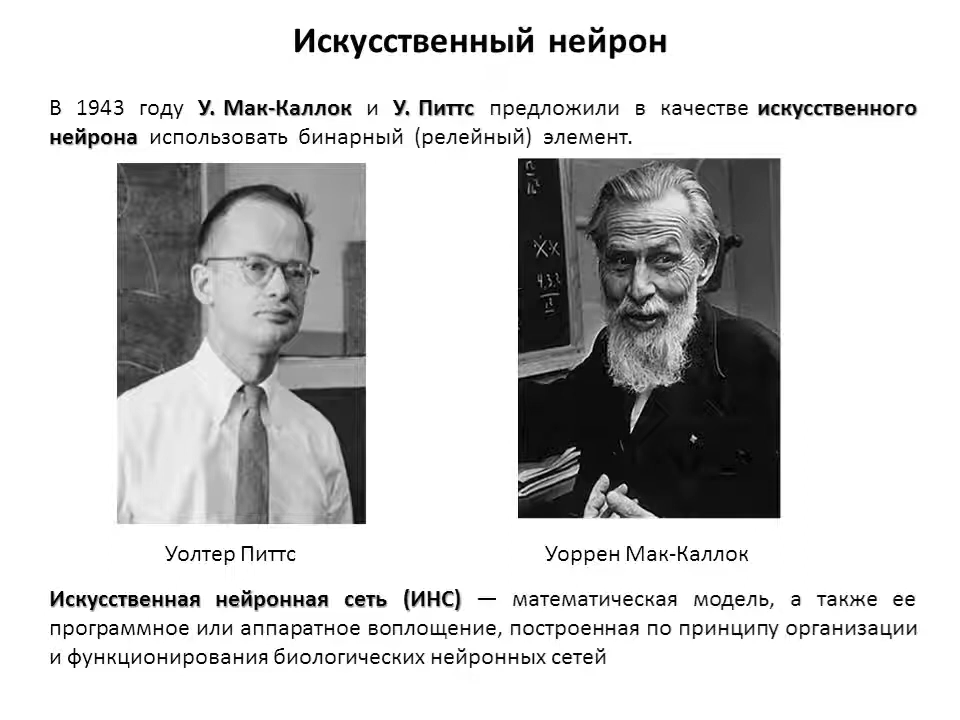 Искусственный нейрон
В 1943 году У. Мак-Каллок и У. Питтс предложили в качестве искусственного
нейрона использовать бинарный (релейный) элемент.
Уолтер Питтс
Уоррен Мак-Каллок
Искусственная нейронная сеть (ИНС) — математическая модель, а также ее
программное или аппаратное воплощение, построенная по принципу организации
и функционирования биологических нейронных сетей